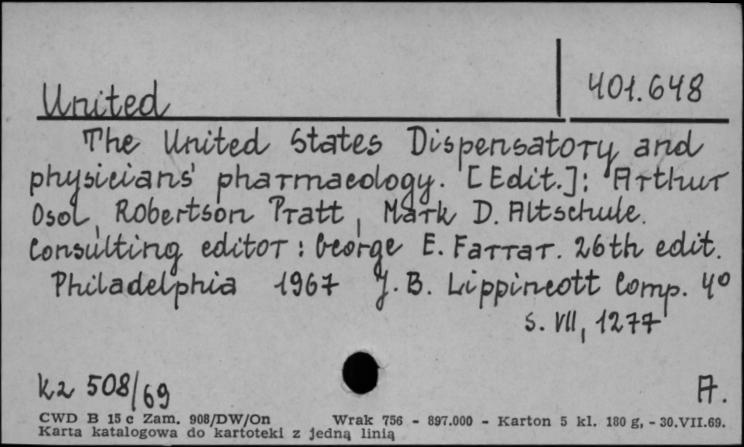 401.648
United
The United States Dispensatory and
physicians' pharmacology. [Edit.]: Arthur
Osol, Robertson Pratt, Mark D. Altschule.
Consulting editor: George E. Farrar. 26th edit.
Philadelphia 1967 J. B. Lippincott Comp. 4°
s. VII, 1277
kz 508/69 A.
CWD B 15 c Zam. 908/DW/On Wrak 756 - 897.000 - Karton 5 kl. 180 g, - 30.VII.69.
Karta katalogowa do kartoteki z jedną linią